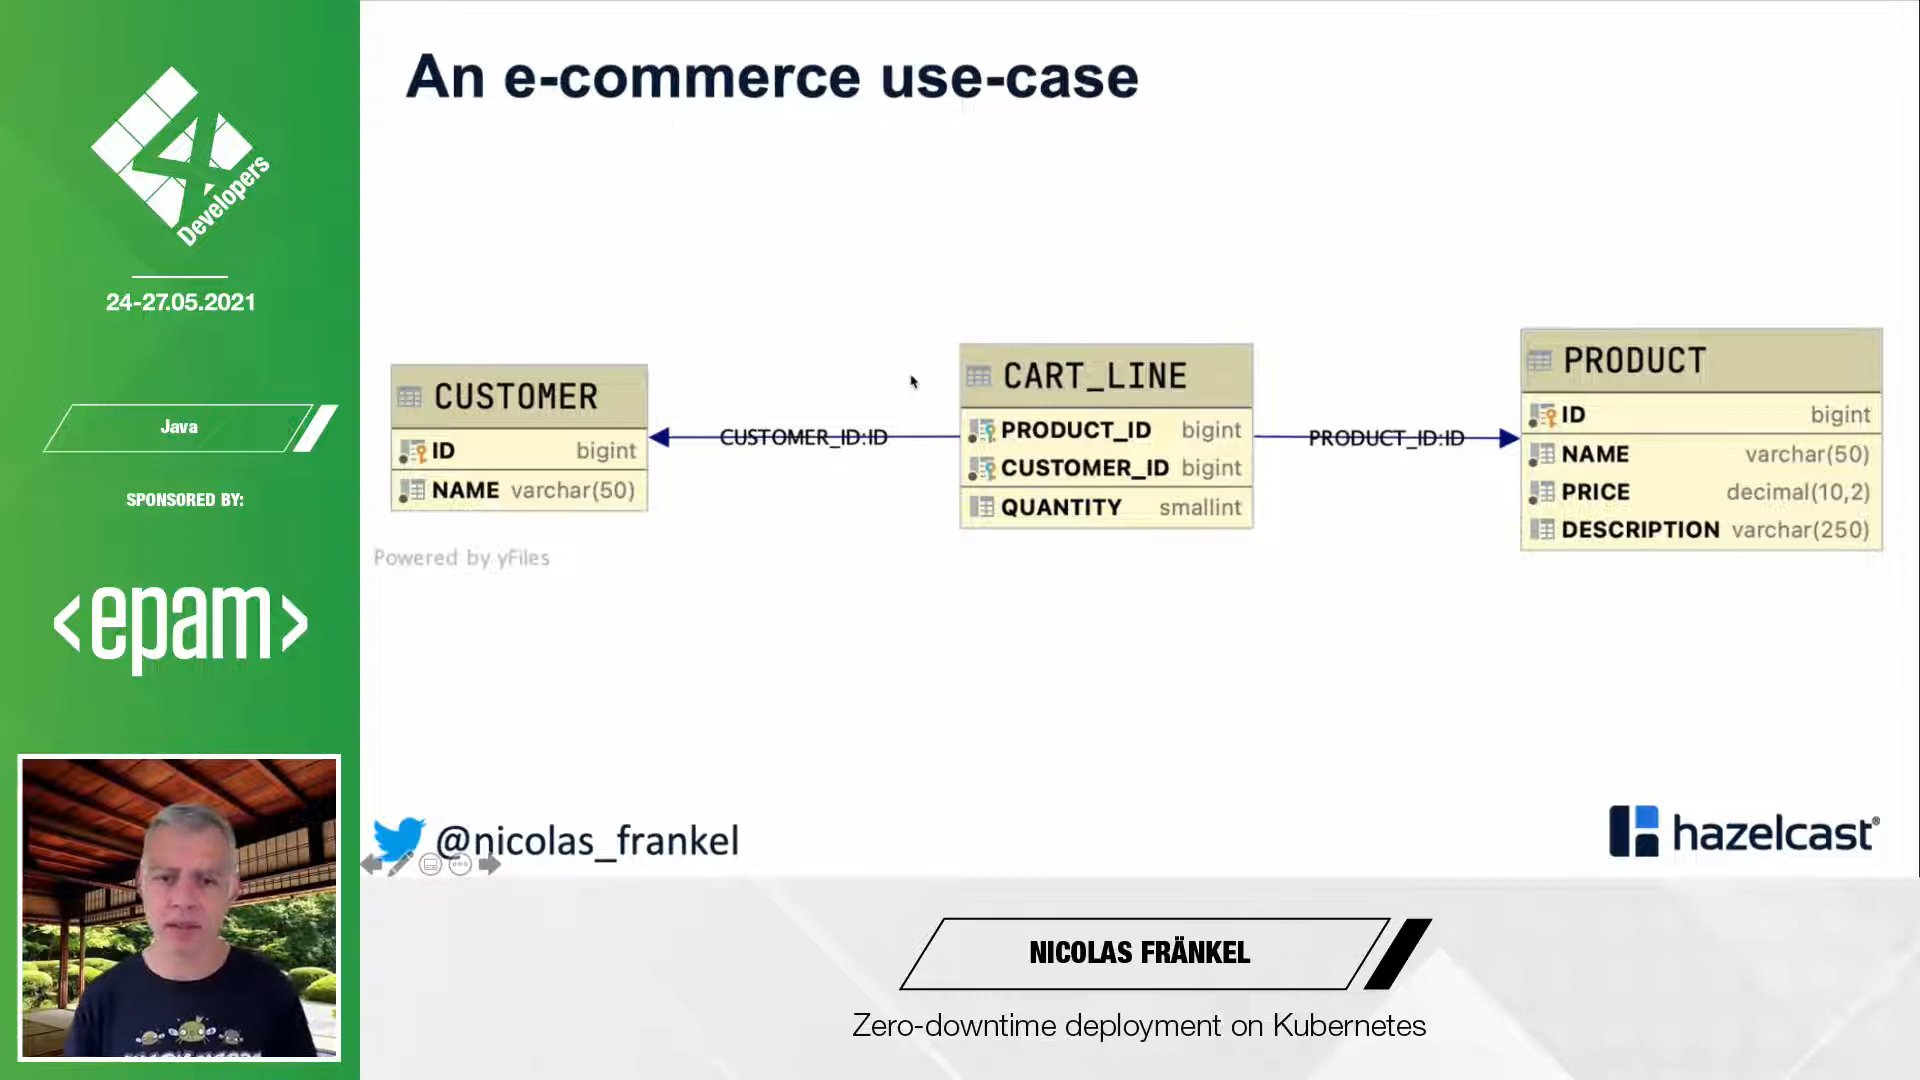 4
Developers
24-27.05.2021
Java
SPONSORED BY:
<epam>
An e-commerce use-case
CUSTOMER
ID bigint
NAME varchar(50)
CUSTOMER_ID:ID
CART_LINE
PRODUCT_ID bigint
CUSTOMER_ID bigint
QUANTITY smallint
PRODUCT_ID:ID
PRODUCT
ID bigint
NAME varchar(50)
PRICE decimal(10,2)
DESCRIPTION varchar(250)
Powered by yFiles
@nicolas_frankel
hazelcast®
NICOLAS FRÄNKEL
Zero-downtime deployment on Kubernetes